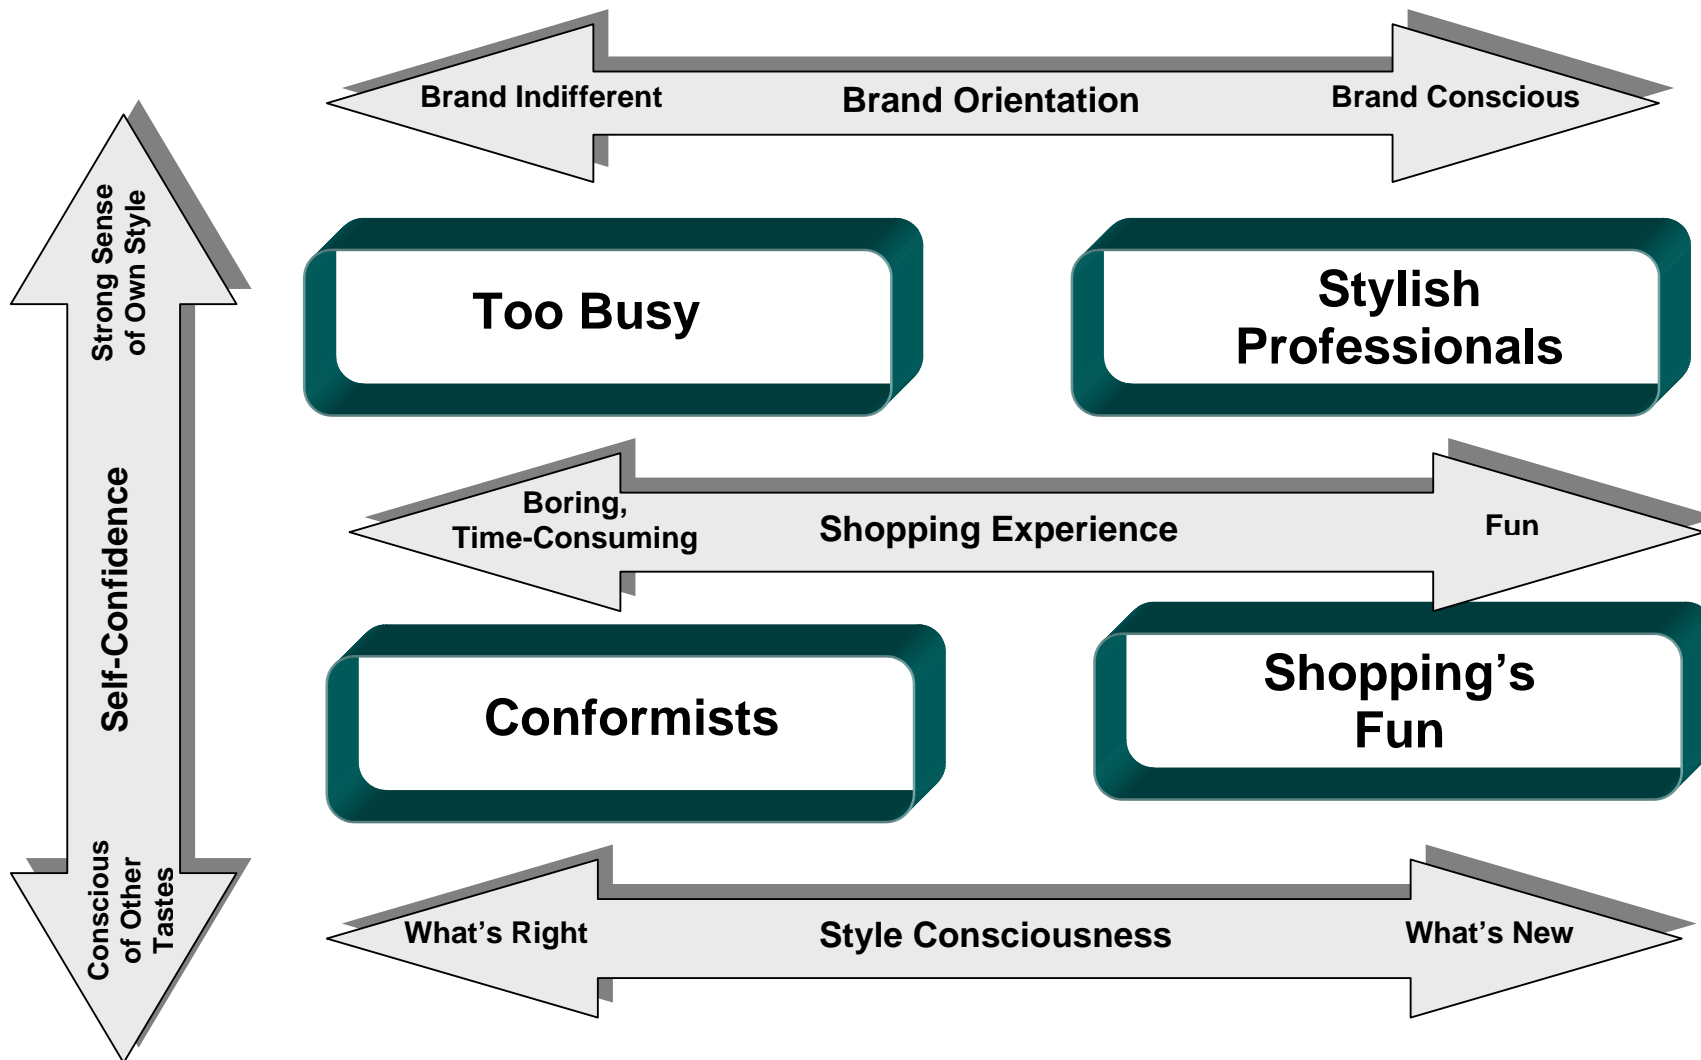 Brand Indifferent
Brand Orientation
Brand Conscious
Strong Sense
of Own Style
Self-Confidence
Conscious
of Other
Tastes
Too Busy
Stylish
Professionals
Boring,
Time-Consuming
Shopping Experience
Fun
Conformists
Shopping’s
Fun
What’s Right
Style Consciousness
What’s New